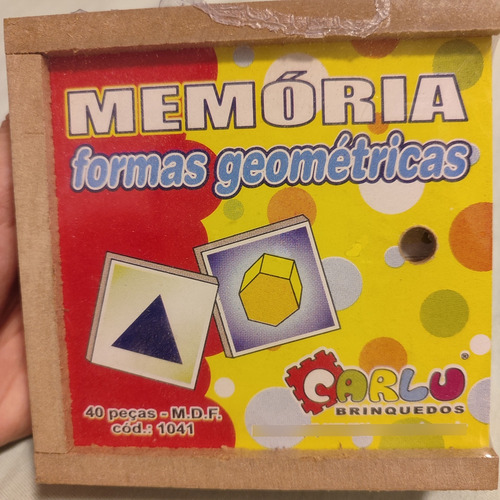 MEMÓRIA
formas geométricas
CARLU ®
BRINQUEDOS
40 peças - M.D.F.
cód.: 1041